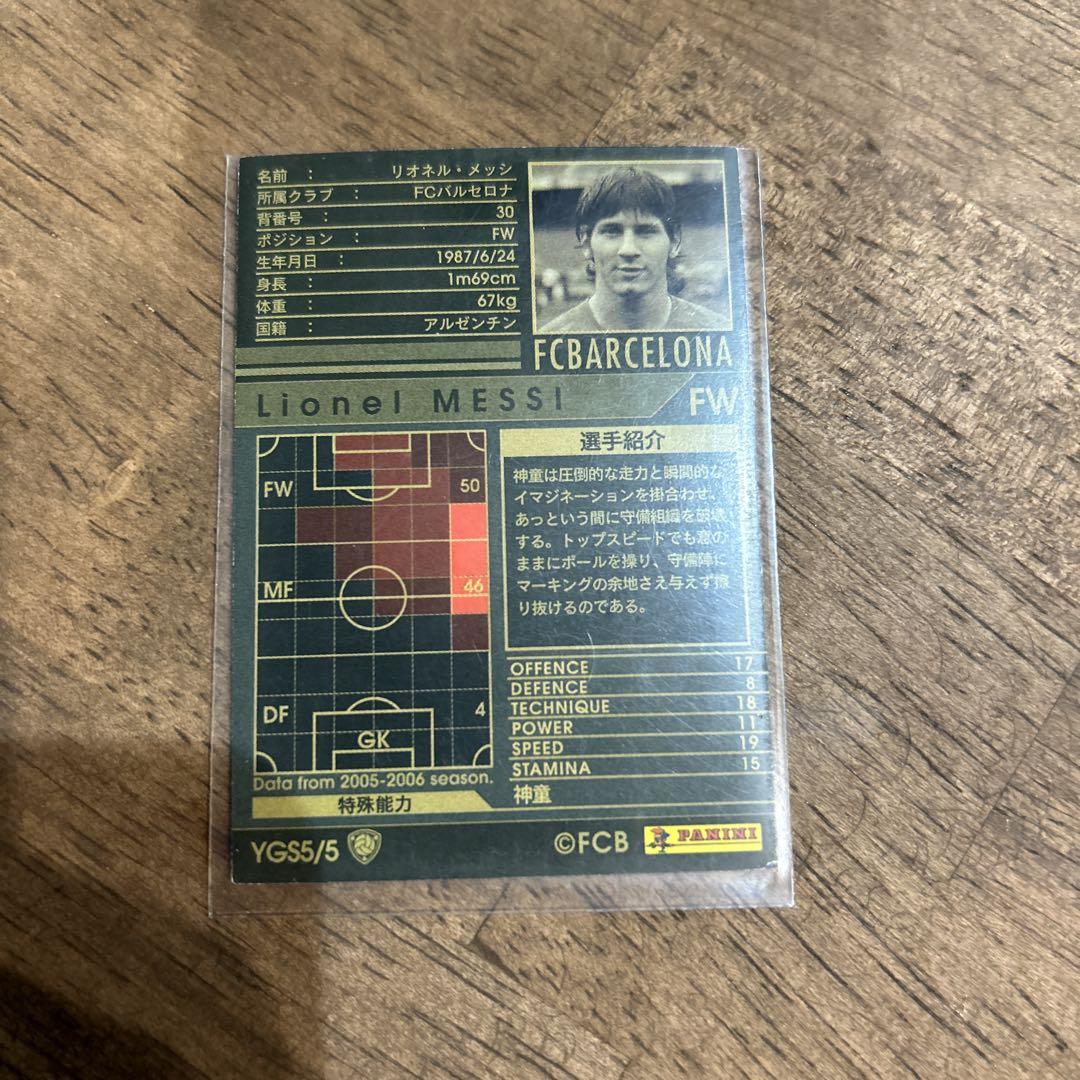 名前 : リオネル・メッシ
所属クラブ : FCバルセロナ
背番号 : 30
ポジション : FW
生年月日 : 1987/6/24
身長 : 1m69cm
体重 : 67kg
国籍 : アルゼンチン
FCBARCELONA
Lionel MESSI FW
FW 50
MF 46
DF 4
GK
Data from 2005-2006 season.
選手紹介
神童は圧倒的な走力と瞬間的な
イマジネーションを掛合わせ、
あっという間に守備組織を破壊
する。トップスピードでも意の
ままにボールを操り、守備陣に
マーキングの余地さえ与えず擦
り抜けるのである。
OFFENCE 17
DEFENCE 8
TECHNIQUE 18
POWER 11
SPEED 19
STAMINA 15
特殊能力 神童
YGS5/5 ©FCB PANINI